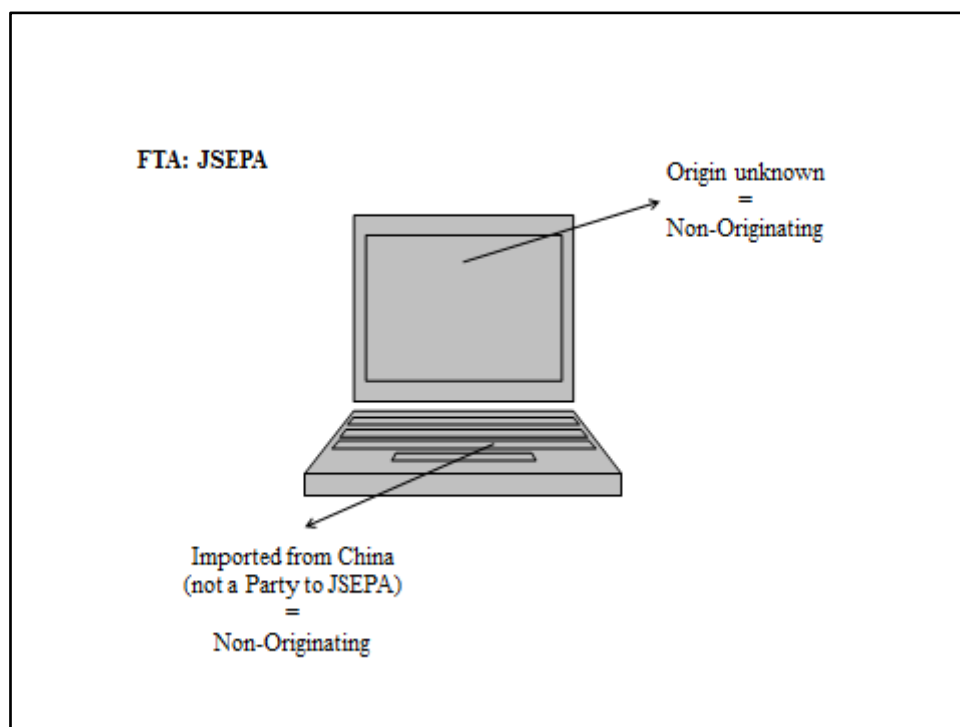 FTA: JSEPA
Origin unknown
=
Non-Originating
Imported from China
(not a Party to JSEPA)
=
Non-Originating